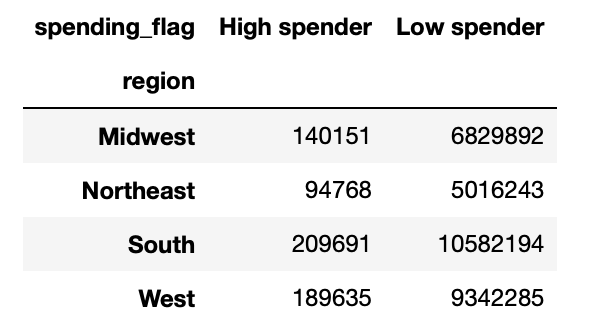 spending_flag High spender Low spender
region
Midwest 140151 6829892
Northeast 94768 5016243
South 209691 10582194
West 189635 9342285